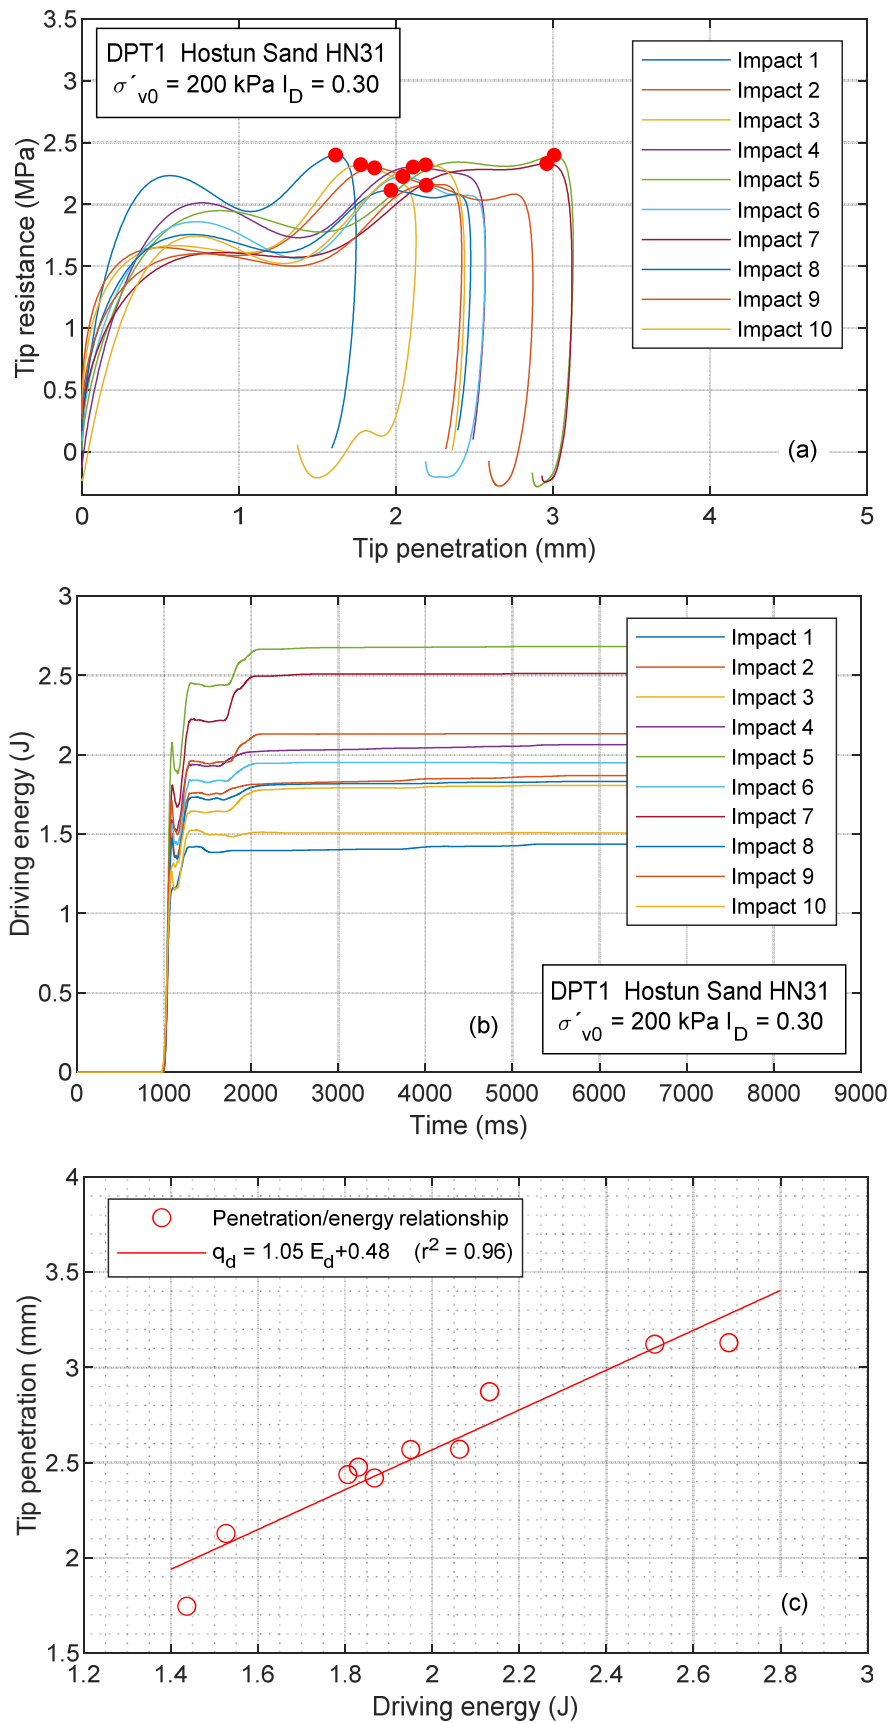 3.5
3
2.5
2
1.5
1
0.5
0
Tip resistance (MPa)
DPT1 Hostun Sand HN31
σ´v0 = 200 kPa ID = 0.30
Impact 1
Impact 2
Impact 3
Impact 4
Impact 5
Impact 6
Impact 7
Impact 8
Impact 9
Impact 10
(a)
0 1 2 3 4 5
Tip penetration (mm)
3
2.5
2
1.5
1
0.5
0
Driving energy (J)
Impact 1
Impact 2
Impact 3
Impact 4
Impact 5
Impact 6
Impact 7
Impact 8
Impact 9
Impact 10
DPT1 Hostun Sand HN31
σ´v0 = 200 kPa ID = 0.30
(b)
0 1000 2000 3000 4000 5000 6000 7000 8000 9000
Time (ms)
4
3.5
3
2.5
2
1.5
Tip penetration (mm)
Penetration/energy relationship
qd = 1.05 Ed+0.48 (r2 = 0.96)
(c)
1.2 1.4 1.6 1.8 2 2.2 2.4 2.6 2.8 3
Driving energy (J)